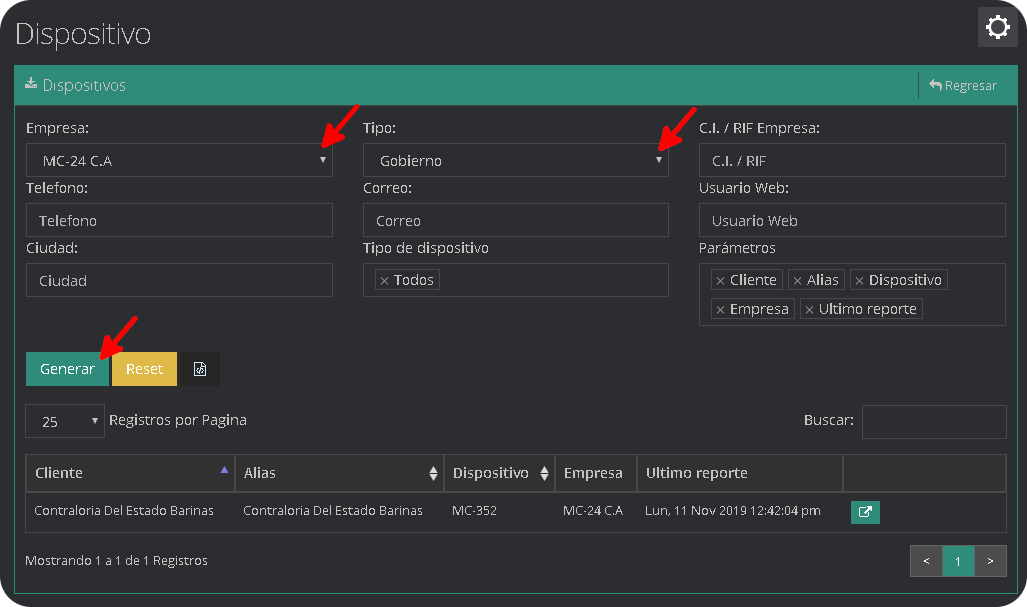 Dispositivo
Dispositivos
Regresar
Empresa:
Tipo:
C.I. / RIF Empresa:
MC-24 C.A
Gobierno
C.I. / RIF
Telefono:
Correo:
Usuario Web:
Telefono
Correo
Usuario Web
Ciudad:
Tipo de dispositivo
Parámetros
Ciudad
× Todos
× Cliente × Alias × Dispositivo
× Empresa × Ultimo reporte
Generar
Reset
25 Registros por Pagina
Buscar:
Cliente Alias Dispositivo Empresa Ultimo reporte
Contraloria Del Estado Barinas Contraloria Del Estado Barinas MC-352 MC-24 C.A Lun, 11 Nov 2019 12:42:04 pm
Mostrando 1 a 1 de 1 Registros
< 1 >